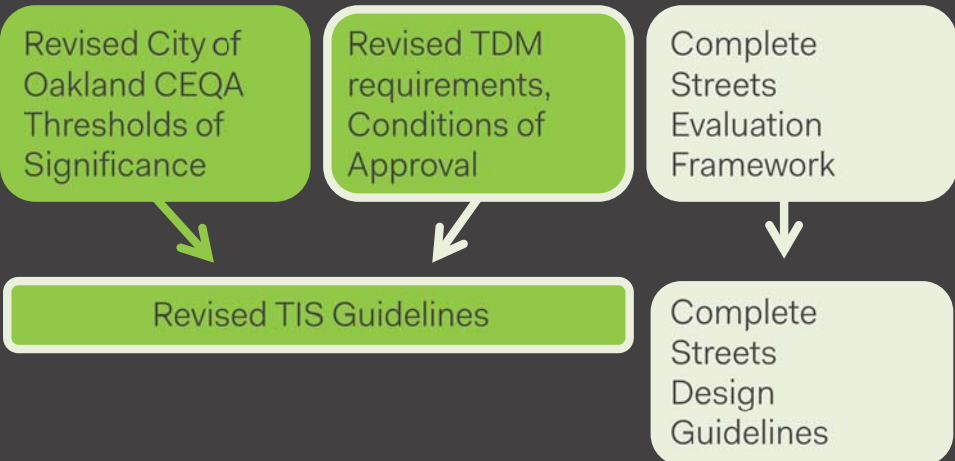 Revised City of
Oakland CEQA
Thresholds of
Significance
Revised TDM
requirements,
Conditions of
Approval
Complete
Streets
Evaluation
Framework
Revised TIS Guidelines
Complete
Streets
Design
Guidelines